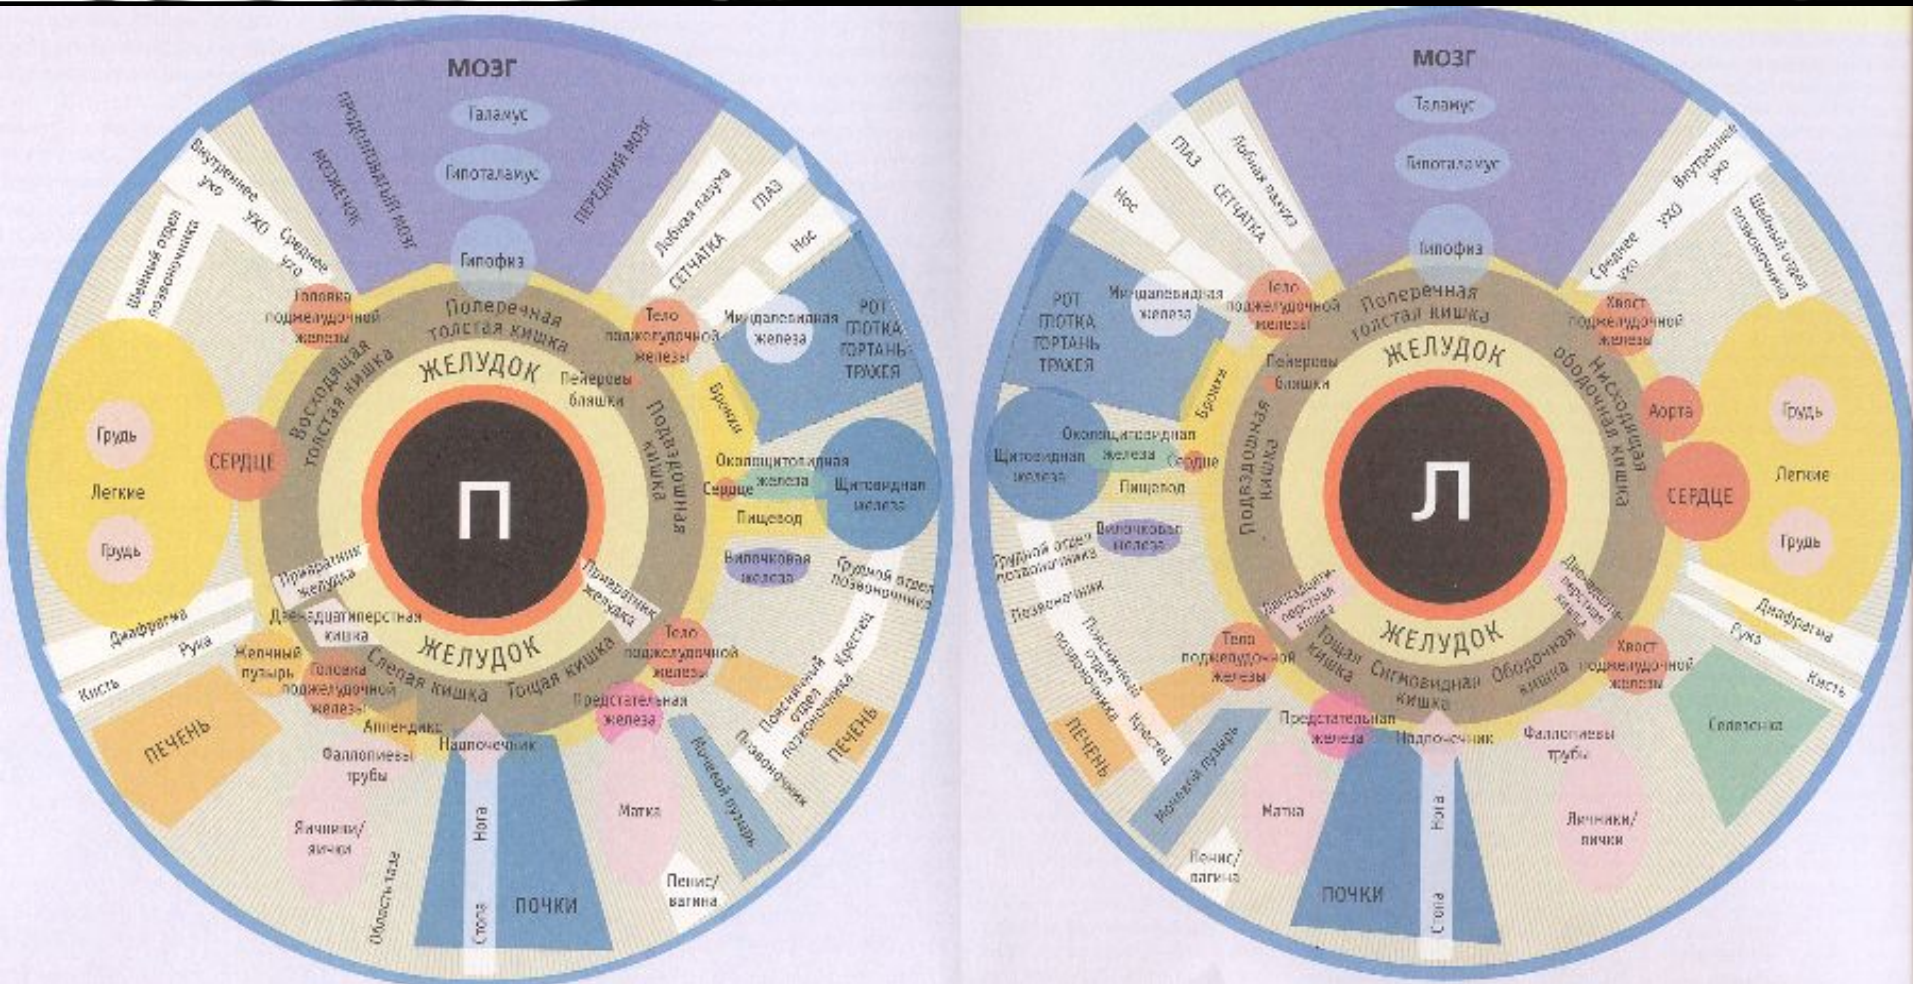 МОЗГ
Таламус
Гипоталамус
Гипофиз
ПРОДОЛГОВАТЫЙ МОЗГ
МОЗЖЕЧОК
ПЕРЕДНИЙ МОЗГ
Внутреннее
ухо
УХО
Среднее
ухо
Шейный отдел
позвоночника
Лобная пазуха
СЕТЧАТКА
ГЛАЗ
Нос
Миндалевидная
железа
РОТ
ГЛОТКА
ГОРТАНЬ
ТРАХЕЯ
Головка
поджелудочной
железы
Поперечная
толстая кишка
Тело
поджелудочной
железы
Восходящая
толстая кишка
ЖЕЛУДОК
Пейеровы
бляшки
Подвздошная
кишка
Бронхи
Грудь
Легкие
Грудь
СЕРДЦЕ
П
Околощитовидная
железа
Сердце
Щитовидная
железа
Пищевод
Вилочковая
железа
Грудной отдел
позвоночника
Привратник
желудка
Привратник
желудка
Двенадцатиперстная
кишка
ЖЕЛУДОК
Диафрагма
Рука
Кисть
Желчный
пузырь
Головка
поджелудочной
железы
Слепая кишка
Тощая кишка
Тело
поджелудочной
железы
Предстательная
железа
Крестец
Поясничный
отдел
позвоночника
Позвоночник
ПЕЧЕНЬ
ПЕЧЕНЬ
Аппендикс
Надпочечник
Фаллопиевы
трубы
Яичники/
яички
Область таза
Нога
Стопа
ПОЧКИ
Матка
Мочевой пузырь
Пенис/
вагина
МОЗГ
Таламус
Гипоталамус
Гипофиз
ГЛАЗ
Лобная пазуха
СЕТЧАТКА
Нос
Внутреннее
ухо
УХО
Среднее
ухо
Шейный отдел
позвоночника
РОТ
ГЛОТКА
ГОРТАНЬ
ТРАХЕЯ
Миндалевидная
железа
Тело
поджелудочной
железы
Поперечная
толстая кишка
Хвост
поджелудочной
железы
ЖЕЛУДОК
Пейеровы
бляшки
Нисходящая
ободочная кишка
Бронхи
Подвздошная
кишка
Аорта
СЕРДЦЕ
Грудь
Легкие
Грудь
Л
Околощитовидная
железа
Сердце
Щитовидная
железа
Пищевод
Вилочковая
железа
Грудной отдел
позвоночника
Позвоночник
Поясничный
отдел
позвоночника
Крестец
Двенадцати-
перстная
кишка
Двенадцати-
перстная
кишка
ЖЕЛУДОК
Тощая
кишка
Сигмовидная
кишка
Ободочная
кишка
Тело
поджелудочной
железы
Хвост
поджелудочной
железы
Диафрагма
Рука
Кисть
Селезенка
ПЕЧЕНЬ
Мочевой пузырь
Предстательная
железа
Надпочечник
Фаллопиевы
трубы
Матка
Яичники/
яички
Пенис/
вагина
ПОЧКИ
Нога
Стопа